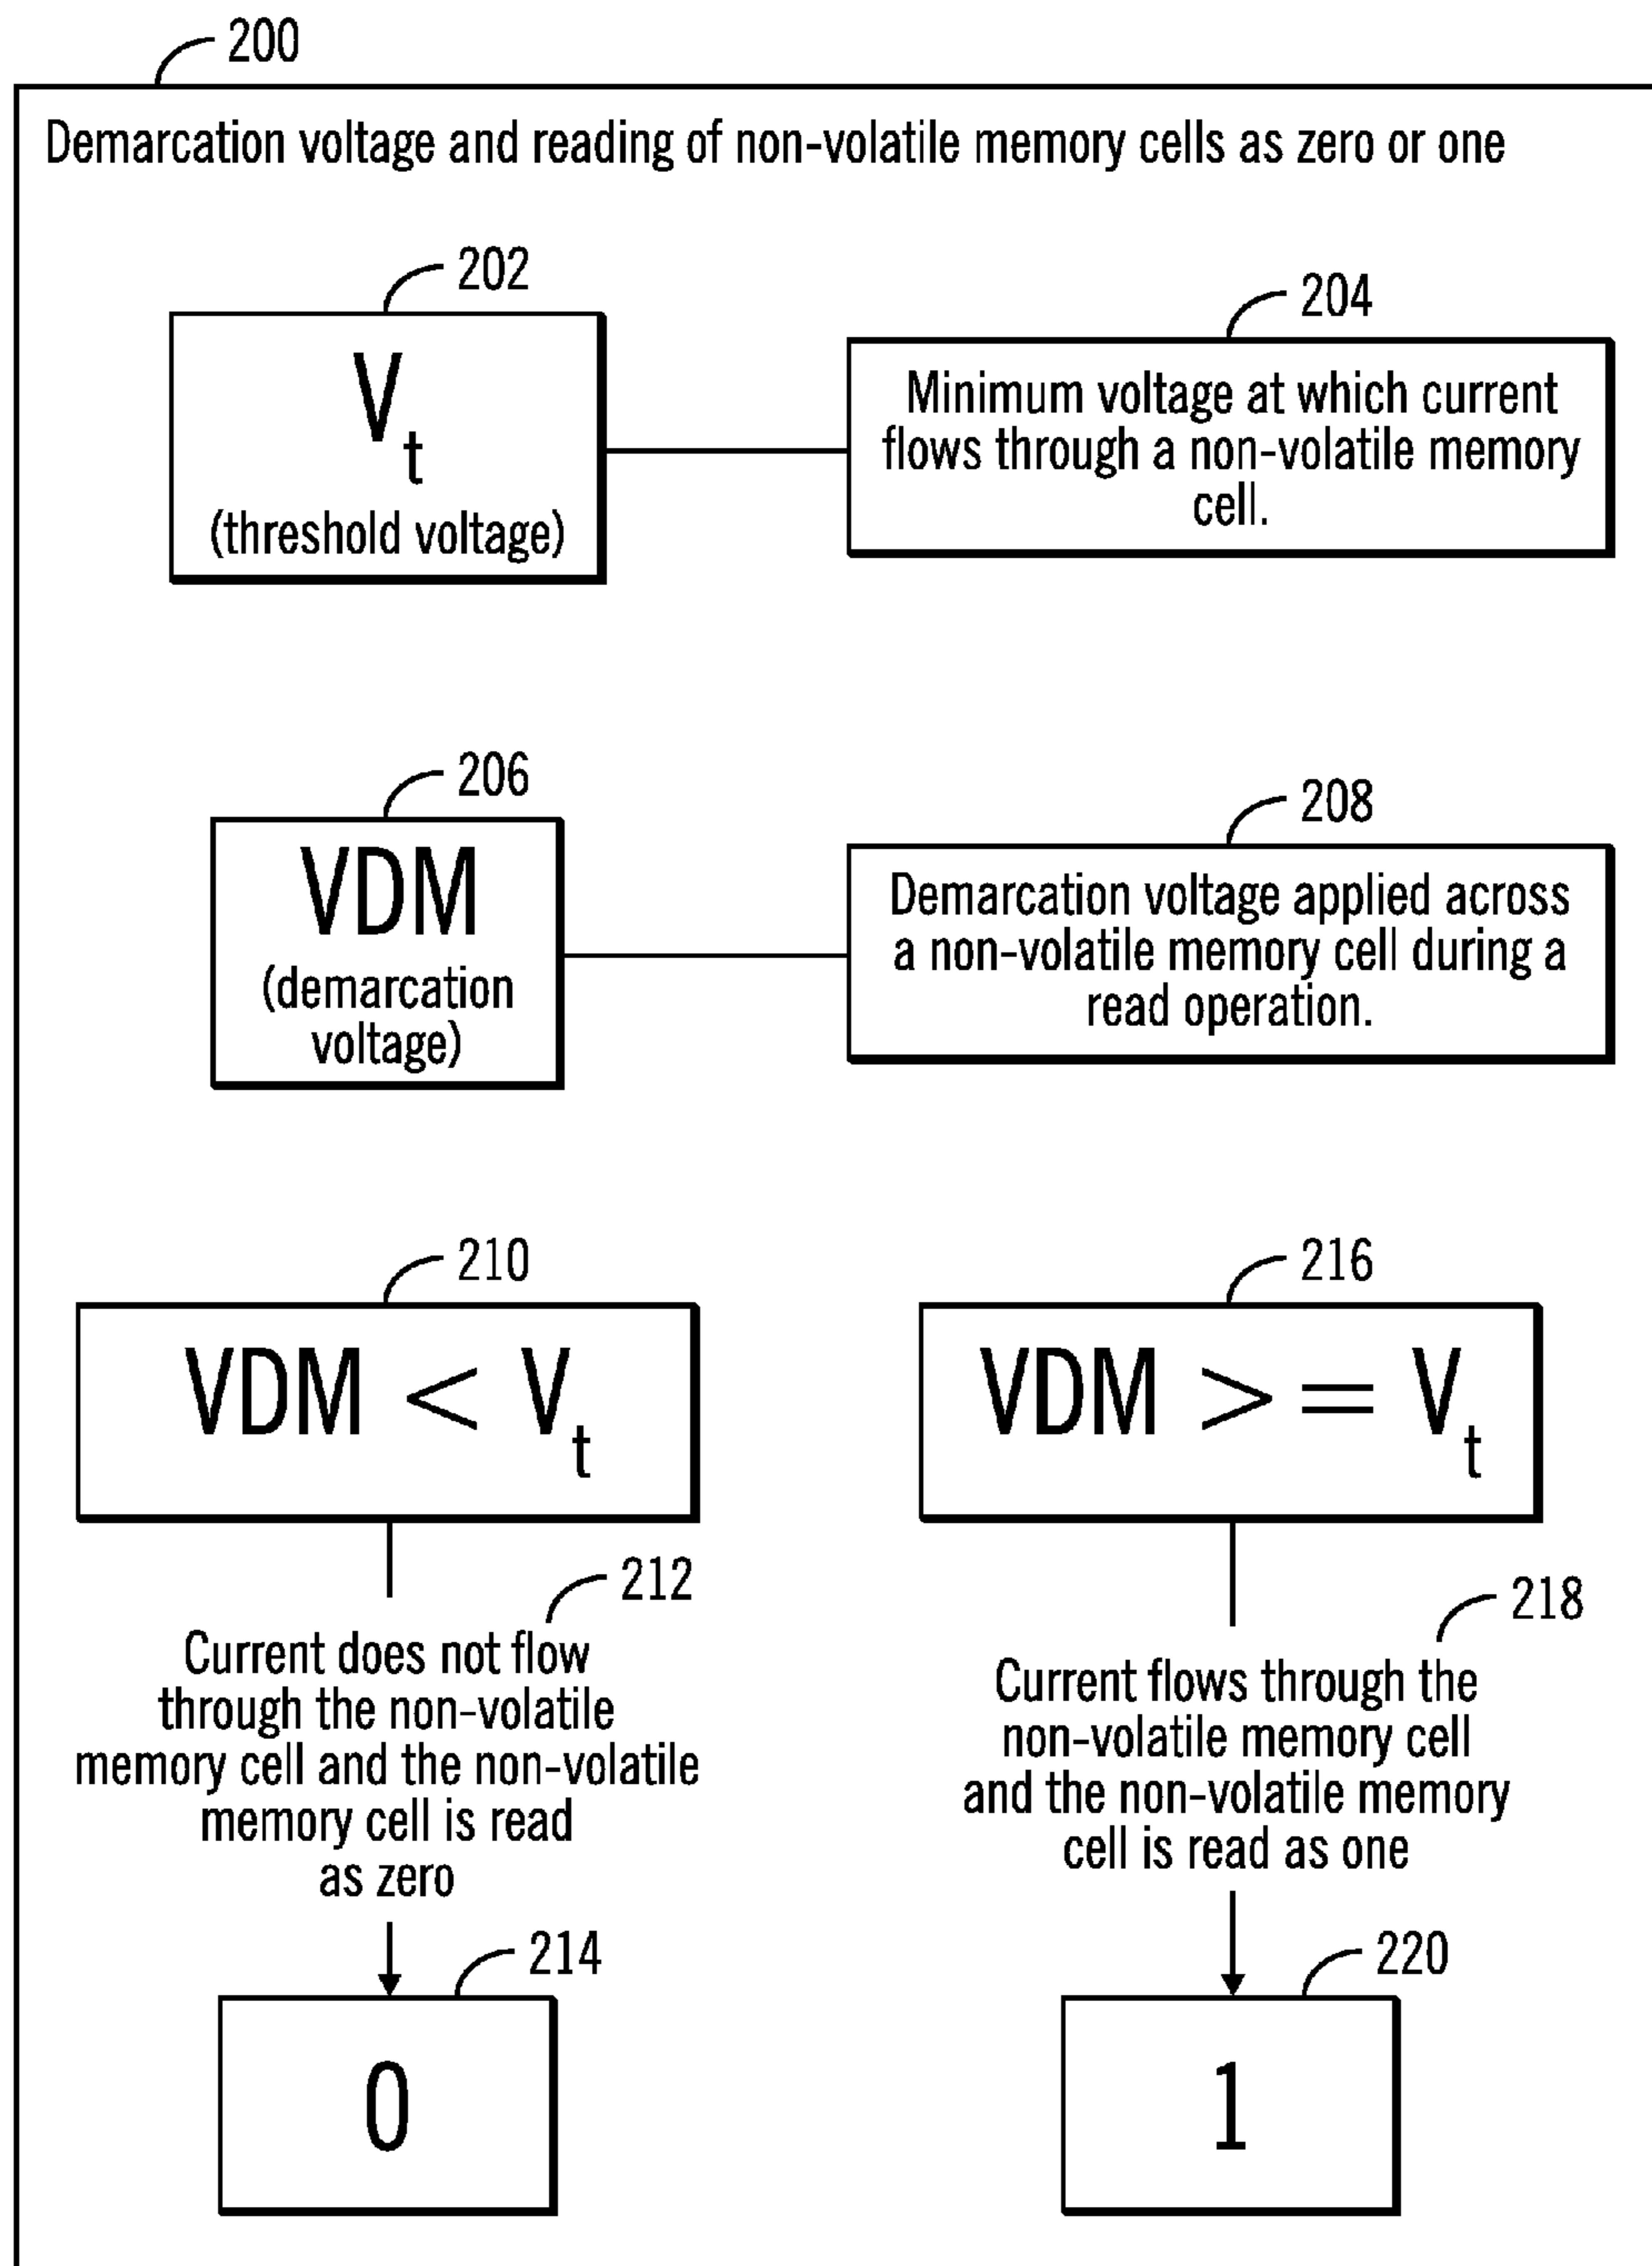 200
Demarcation voltage and reading of non-volatile memory cells as zero or one
202
Vt
(threshold voltage)
204
Minimum voltage at which current
flows through a non-volatile memory
cell.
206
VDM
(demarcation
voltage)
208
Demarcation voltage applied across
a non-volatile memory cell during a
read operation.
210
VDM < Vt
212
Current does not flow
through the non-volatile
memory cell and the non-volatile
memory cell is read
as zero
214
0
216
VDM >= Vt
218
Current flows through the
non-volatile memory cell
and the non-volatile memory
cell is read as one
220
1